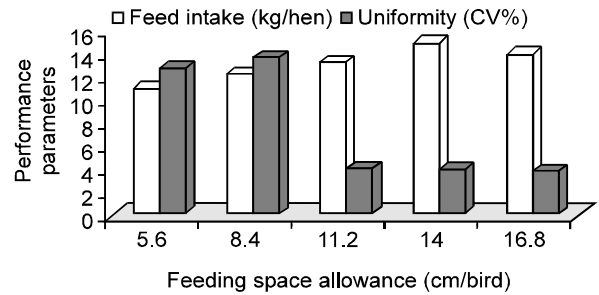 Feed intake (kg/hen) Uniformity (CV%)
Performance
parameters
16
14
12
10
8
6
4
2
0
5.6 8.4 11.2 14 16.8
Feeding space allowance (cm/bird)